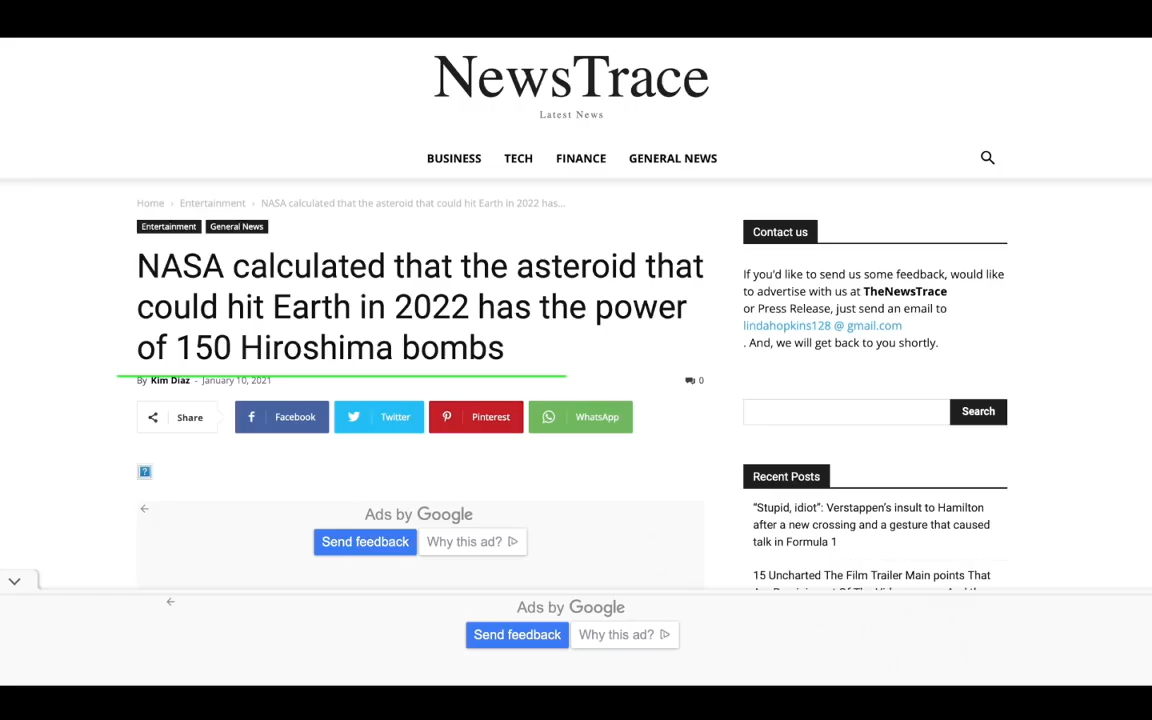 NewsTrace
Latest News
BUSINESS TECH FINANCE GENERAL NEWS
Home › Entertainment › NASA calculated that the asteroid that could hit Earth in 2022 has...
Entertainment General News
NASA calculated that the asteroid that
could hit Earth in 2022 has the power
of 150 Hiroshima bombs
By Kim Diaz - January 10, 2021
0
Share Facebook Twitter Pinterest WhatsApp
Ads by Google
Send feedback Why this ad?
Contact us
If you'd like to send us some feedback, would like
to advertise with us at TheNewsTrace
or Press Release, just send an email to
lindahopkins128 @ gmail.com
. And, we will get back to you shortly.
Search
Recent Posts
“Stupid, idiot”: Verstappen’s insult to Hamilton
after a new crossing and a gesture that caused
talk in Formula 1
15 Uncharted The Film Trailer Main points That
Ads by Google
Send feedback Why this ad?